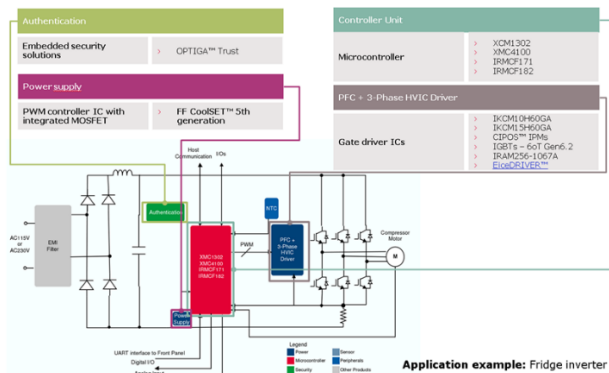 Authentication
Embedded security
solutions
› OPTIGA™ Trust
Power supply
PWM controller IC with
integrated MOSFET
› FF CoolSET™ 5th
generation
Controller Unit
Microcontroller
› XCM1302
› XMC4100
› IRMCF171
› IRMCF182
PFC + 3-Phase HVIC Driver
Gate driver ICs
› IKCM10H60GA
› IKCM15H60GA
› CIPOS™ IPMs
› IGBTs – 6oT Gen6.2
› IRAM256-1067A
› EiceDRIVER™
Host
Communication
I/Os
Authentication
NTC
AC115V
or
AC230V
EMI
Filter
XMC1302
XMC4100
IRMCF171
IRMCF182
PWM
PFC +
3-Phase
HVIC
Driver
Compressor
Motor
M
Power
Supply
UART interface to Front Panel
Digital I/O
Analog Input
Legend
Power
Microcontroller
Security
Sensor
Peripherals
Other Products
Application example: Fridge inverter